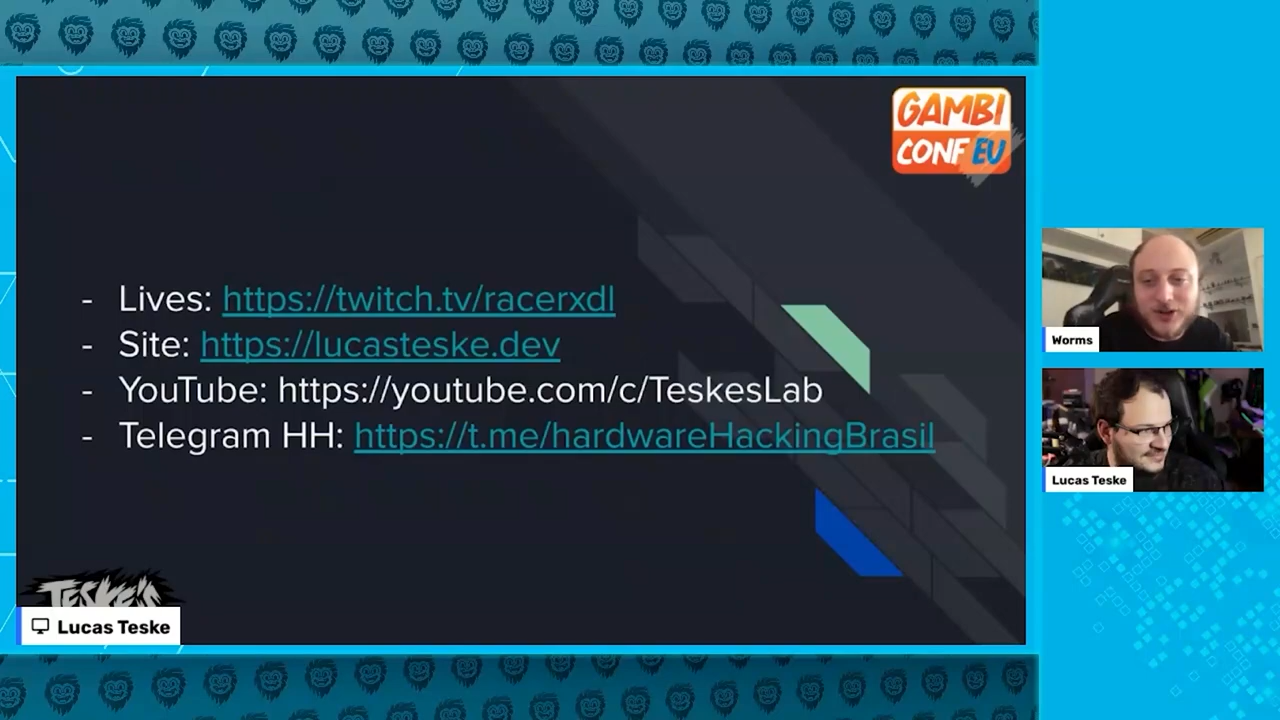 GAMBI
CONF EU
- Lives: https://twitch.tv/racerxdl
- Site: https://lucasteske.dev
- YouTube: https://youtube.com/c/TeskesLab
- Telegram HH: https://t.me/hardwareHackingBrasil
TESKE'S
Lucas Teske
Worms
Lucas Teske